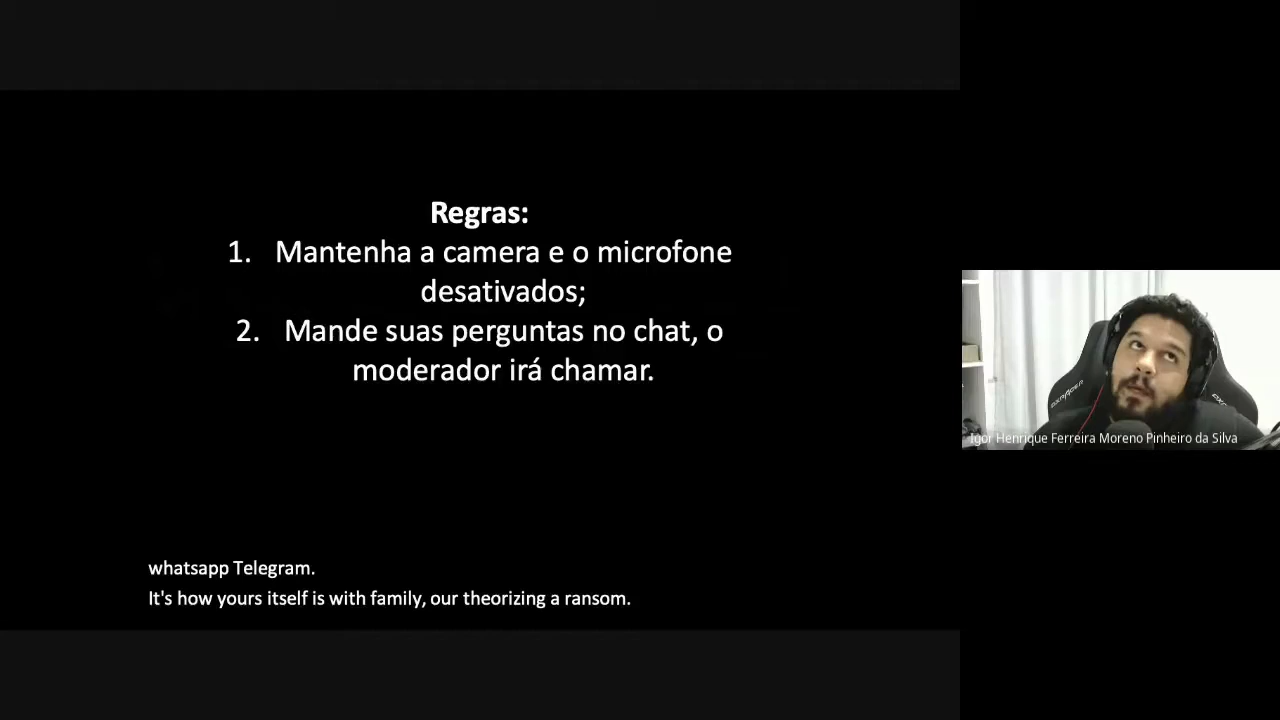 Regras:
1. Mantenha a camera e o microfone
desativados;
2. Mande suas perguntas no chat, o
moderador irá chamar.
whatsapp Telegram.
It's how yours itself is with family, our theorizing a ransom.
Igor Henrique Ferreira Moreno Pinheiro da Silva